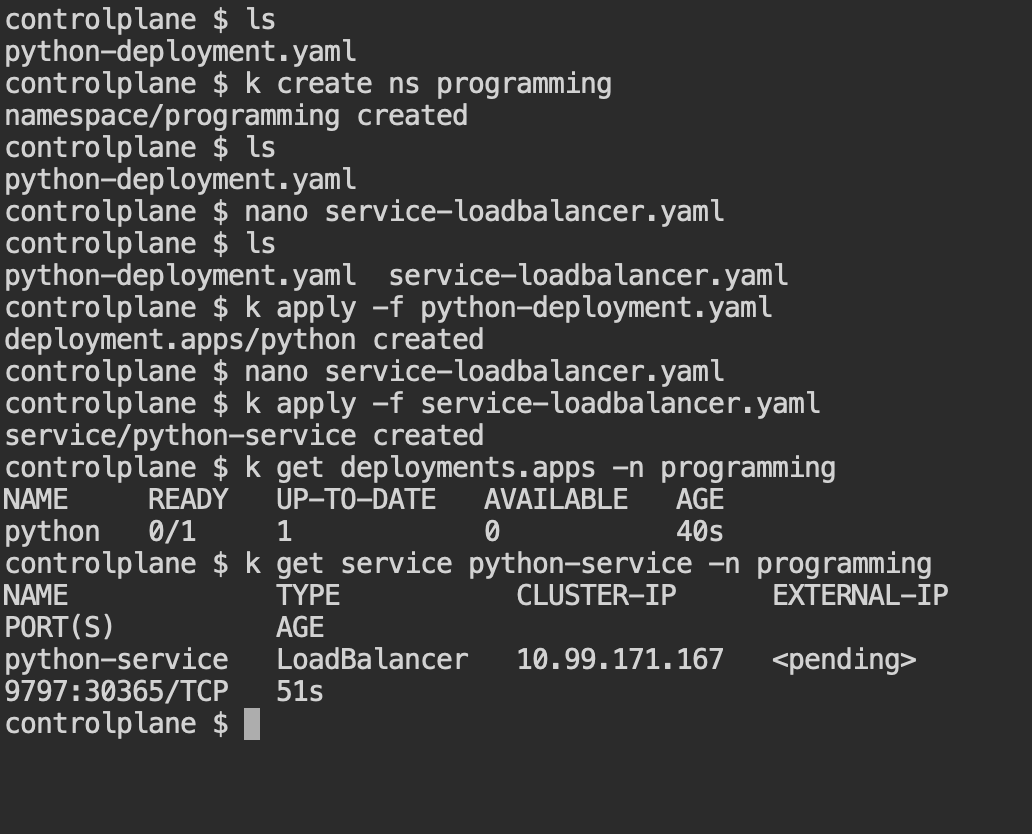 controlplane $ ls
python-deployment.yaml
controlplane $ k create ns programming
namespace/programming created
controlplane $ ls
python-deployment.yaml
controlplane $ nano service-loadbalancer.yaml
controlplane $ ls
python-deployment.yaml  service-loadbalancer.yaml
controlplane $ k apply -f python-deployment.yaml
deployment.apps/python created
controlplane $ nano service-loadbalancer.yaml
controlplane $ k apply -f service-loadbalancer.yaml
service/python-service created
controlplane $ k get deployments.apps -n programming
NAME     READY   UP-TO-DATE   AVAILABLE   AGE
python   0/1     1            0           40s
controlplane $ k get service python-service -n programming
NAME             TYPE           CLUSTER-IP      EXTERNAL-IP
PORT(S)          AGE
python-service   LoadBalancer   10.99.171.167   <pending>
9797:30365/TCP   51s
controlplane $